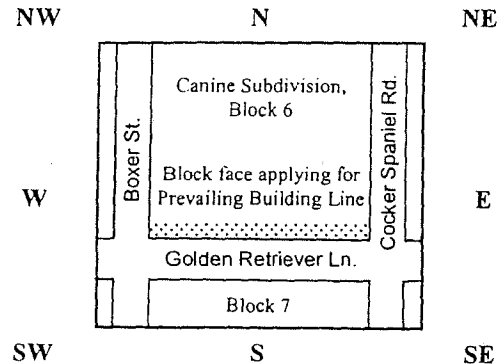 NW N NE
Canine Subdivision,
Block 6
Boxer St.
Cocker Spaniel Rd.
Block face applying for
Prevailing Building Line
W E
Golden Retriever Ln.
Block 7
SW S SE